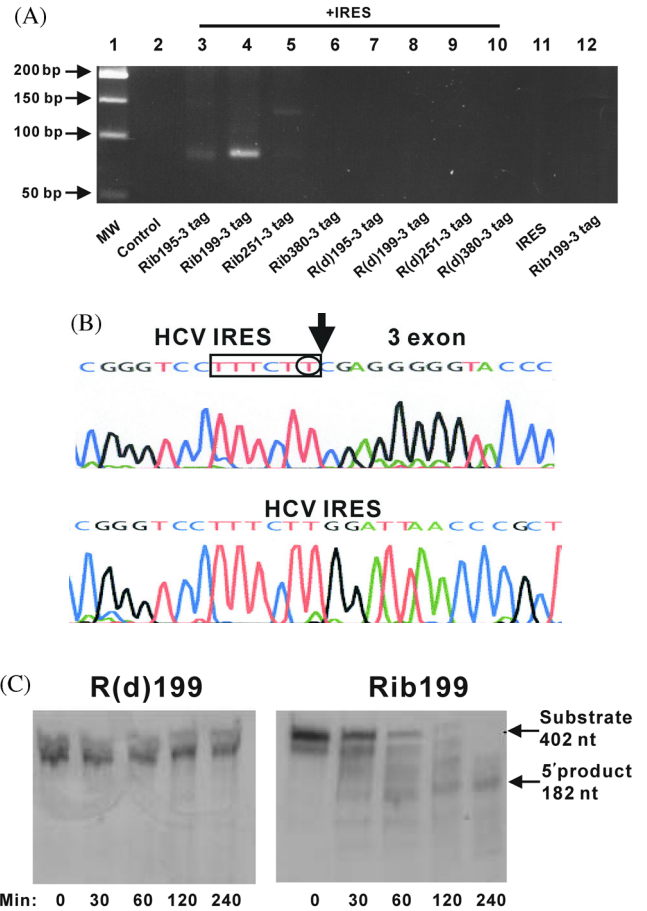 (A)
+IRES
1 2 3 4 5 6 7 8 9 10 11 12
200 bp
150 bp
100 bp
50 bp
MW
Control
Rib195-3 tag
Rib199-3 tag
Rib251-3 tag
Rib380-3 tag
R(d)195-3 tag
R(d)199-3 tag
R(d)251-3 tag
R(d)380-3 tag
IRES
Rib199-3 tag
(B)
HCV IRES 3 exon
CGGGTCCTTTCTTCGAGGGGGTACCC
HCV IRES
CGGGTCCTTTCTTGGATTAACCCGCT
(C)
R(d)199 Rib199
Substrate
402 nt
5′product
182 nt
Min: 0 30 60 120 240 0 30 60 120 240